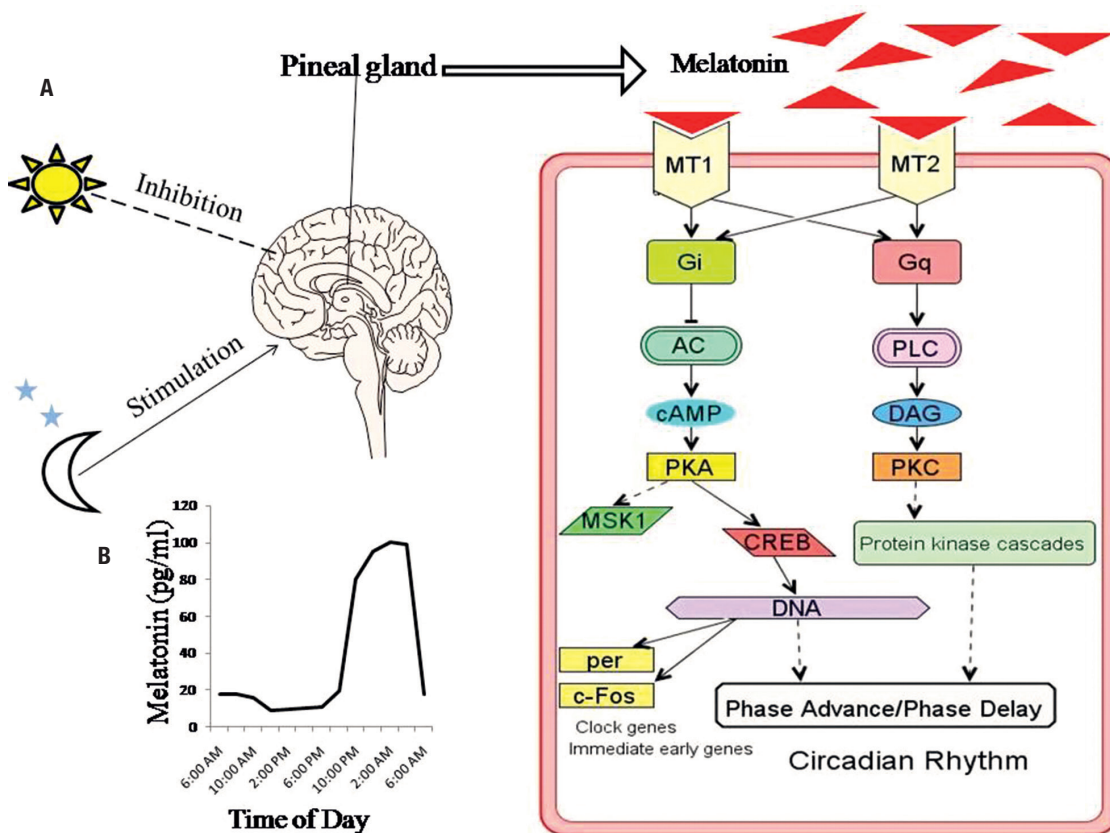 A
Pineal gland
Melatonin
Inhibition
Stimulation
MT1
MT2
Gi
Gq
AC
PLC
cAMP
DAG
PKA
PKC
MSK1
CREB
Protein kinase cascades
DNA
per
c-Fos
Clock genes
Immediate early genes
Phase Advance/Phase Delay
Circadian Rhythm
B
Melatonin (pg/ml)
120
100
80
60
40
20
0
6:00 AM
10:00 AM
2:00 PM
6:00 PM
10:00 PM
2:00 AM
6:00 AM
Time of Day